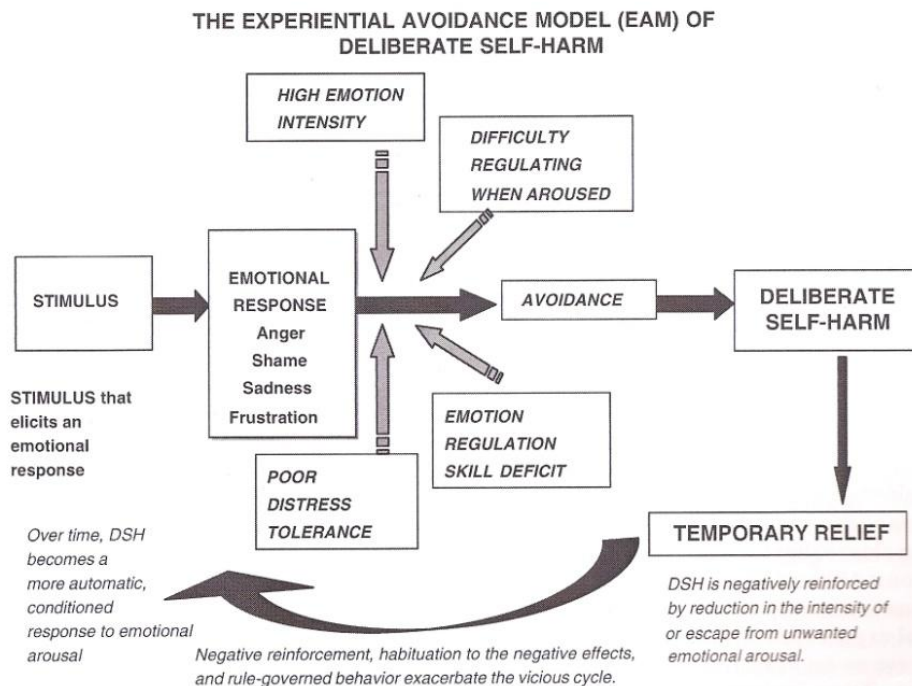 THE EXPERIENTIAL AVOIDANCE MODEL (EAM) OF
DELIBERATE SELF-HARM
HIGH EMOTION
INTENSITY
DIFFICULTY
REGULATING
WHEN AROUSED
STIMULUS
EMOTIONAL
RESPONSE
Anger
Shame
Sadness
Frustration
AVOIDANCE
DELIBERATE
SELF-HARM
STIMULUS that
elicits an
emotional
response
POOR
DISTRESS
TOLERANCE
EMOTION
REGULATION
SKILL DEFICIT
TEMPORARY RELIEF
DSH is negatively reinforced
by reduction in the intensity of
or escape from unwanted
emotional arousal.
Over time, DSH
becomes a
more automatic,
conditioned
response to emotional
arousal
Negative reinforcement, habituation to the negative effects,
and rule-governed behavior exacerbate the vicious cycle.